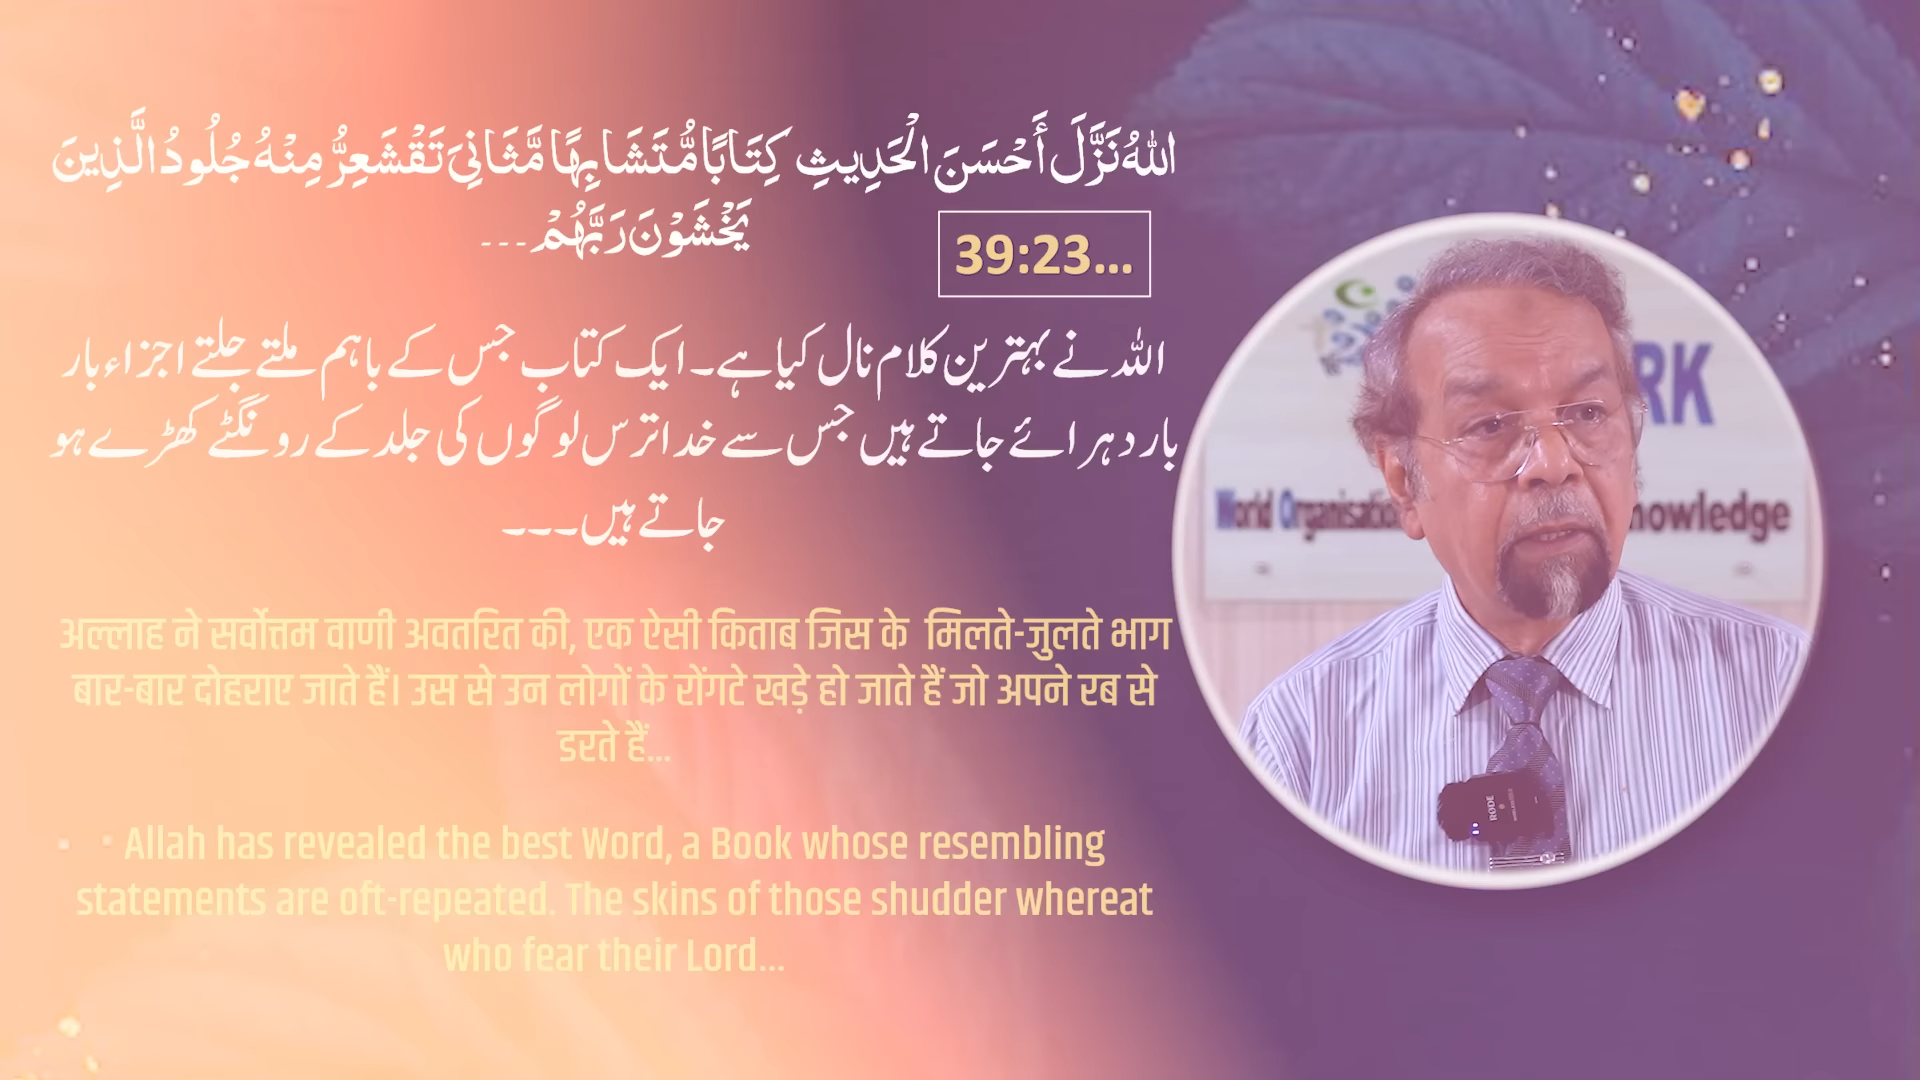 اللهُ نَزَّلَ أَحْسَنَ الْحَدِيثِ كِتَابًا مُّتَشَابِهًا مَّثَانِيَ تَقْشَعِرُّ مِنْهُ جُلُودُ الَّذِينَ
يَخْشَوْنَ رَبَّهُمْ ...
39:23...
اللہ نے بہترین کلام نال کیا ہے۔ ایک کتاب جس کے باہم ملتے جلتے اجزاء بار
بار دہرائے جاتے ہیں جس سے خدا ترس لوگوں کی جلد کے رونگٹے کھڑے ہو
جاتے ہیں۔۔۔
अल्लाह ने सर्वोत्तम वाणी अवतरित की, एक ऐसी किताब जिस के मिलते-जुलते भाग
बार-बार दोहराए जाते हैं। उस से उन लोगों के रोंगटे खड़े हो जाते हैं जो अपने रब से
डरते हैं...
Allah has revealed the best Word, a Book whose resembling
statements are oft-repeated. The skins of those shudder whereat
who fear their Lord...
RK
World Organisatio nowledge
RODE